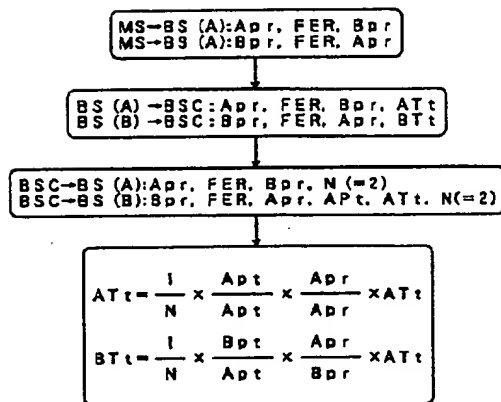 MS→BS (A):Apr, FER, Bpr
MS→BS (A):Bpr, FER, Apr
BS (A) →BSC:Apr, FER, Bpr, ATt
BS (B) →BSC:Bpr, FER, Apr, BTt
BSC→BS (A):Apr, FER, Bpr, N (=2)
BSC→BS (B):Bpr, FER, Apr, APt, ATt, N(=2)
ATt = 1/N × Apt/Apt × Apr/Apr ×ATt
BTt = 1/N × Bpt/Apt × Apr/Bpr ×ATt